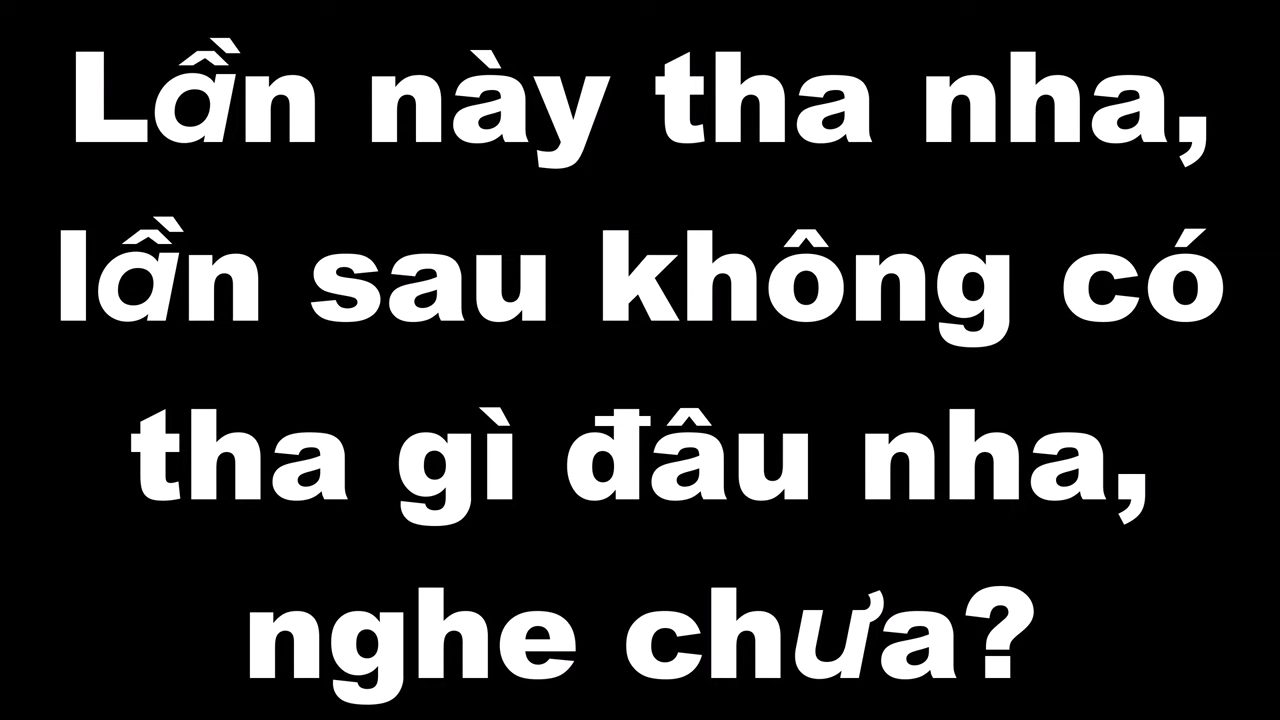 Lần này tha nha,
lần sau không có
tha gì đâu nha,
nghe chưa?